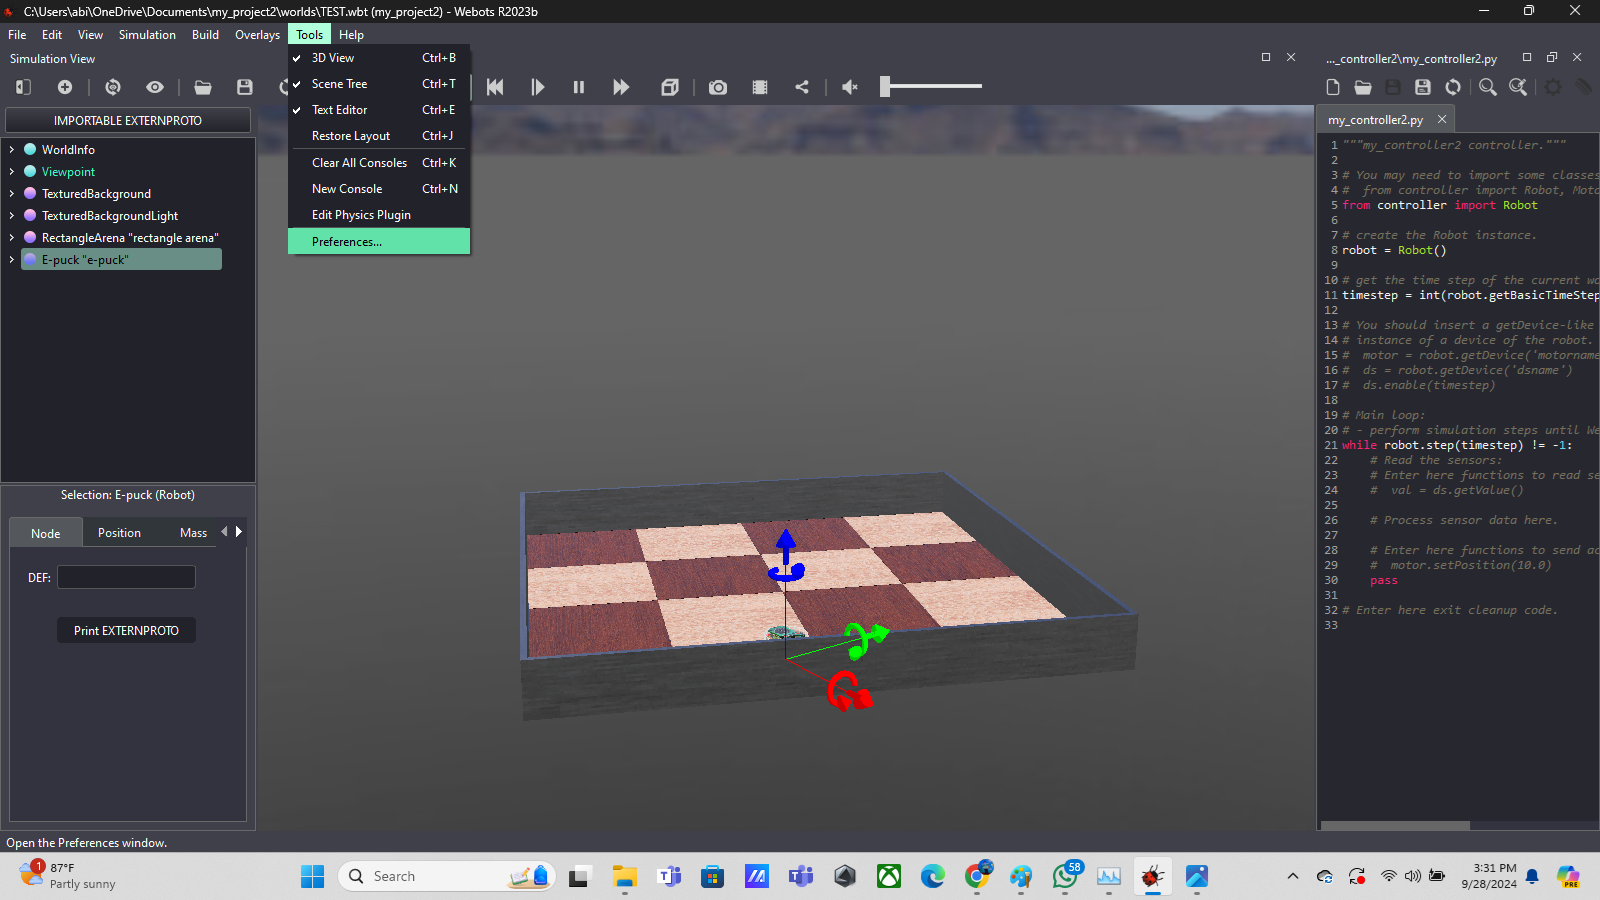 C:\Users\abi\OneDrive\Documents\my_project2\worlds\TEST.wbt (my_project2) - Webots R2023b
File Edit View Simulation Build Overlays Tools Help
Simulation View
3D View Ctrl+B
Scene Tree Ctrl+T
Text Editor Ctrl+E
Restore Layout Ctrl+J
Clear All Consoles Ctrl+K
New Console Ctrl+N
Edit Physics Plugin
Preferences...
IMPORTABLE EXTERNPROTO
WorldInfo
Viewpoint
TexturedBackground
TexturedBackgroundLight
RectangleArena "rectangle arena"
E-puck "e-puck"
Selection: E-puck (Robot)
Node Position Mass
DEF:
Print EXTERNPROTO
..._controller2\my_controller2.py
my_controller2.py
1 """my_controller2 controller."""
2
3 # You may need to import some classes
4 #  from controller import Robot, Moto
5 from controller import Robot
6
7 # create the Robot instance.
8 robot = Robot()
9
10 # get the time step of the current wo
11 timestep = int(robot.getBasicTimeStep
12
13 # You should insert a getDevice-like
14 # instance of a device of the robot.
15 #  motor = robot.getDevice('motorname
16 #  ds = robot.getDevice('dsname')
17 #  ds.enable(timestep)
18
19 # Main loop:
20 # - perform simulation steps until We
21 while robot.step(timestep) != -1:
22     # Read the sensors:
23     # Enter here functions to read se
24     #  val = ds.getValue()
25
26     # Process sensor data here.
27
28     # Enter here functions to send ac
29     #  motor.setPosition(10.0)
30     pass
31
32 # Enter here exit cleanup code.
33
Open the Preferences window.
1
87°F
Partly sunny
Search
58
3:31 PM
9/28/2024
PRE